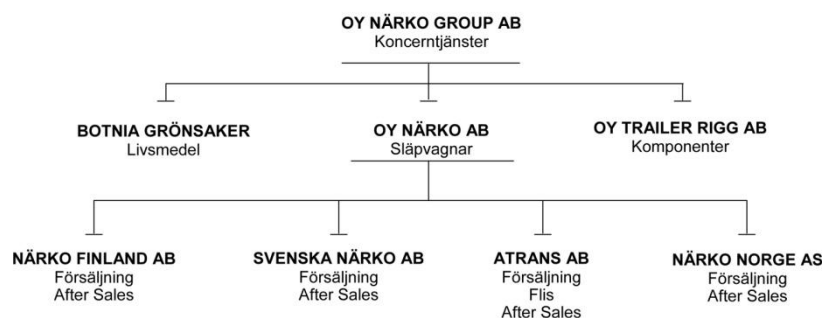 OY NÄRKO GROUP AB
Koncerntjänster
BOTNIA GRÖNSAKER
Livsmedel
OY NÄRKO AB
Släpvagnar
OY TRAILER RIGG AB
Komponenter
NÄRKO FINLAND AB
Försäljning
After Sales
SVENSKA NÄRKO AB
Försäljning
After Sales
ATRANS AB
Försäljning
Flis
After Sales
NÄRKO NORGE AS
Försäljning
After Sales